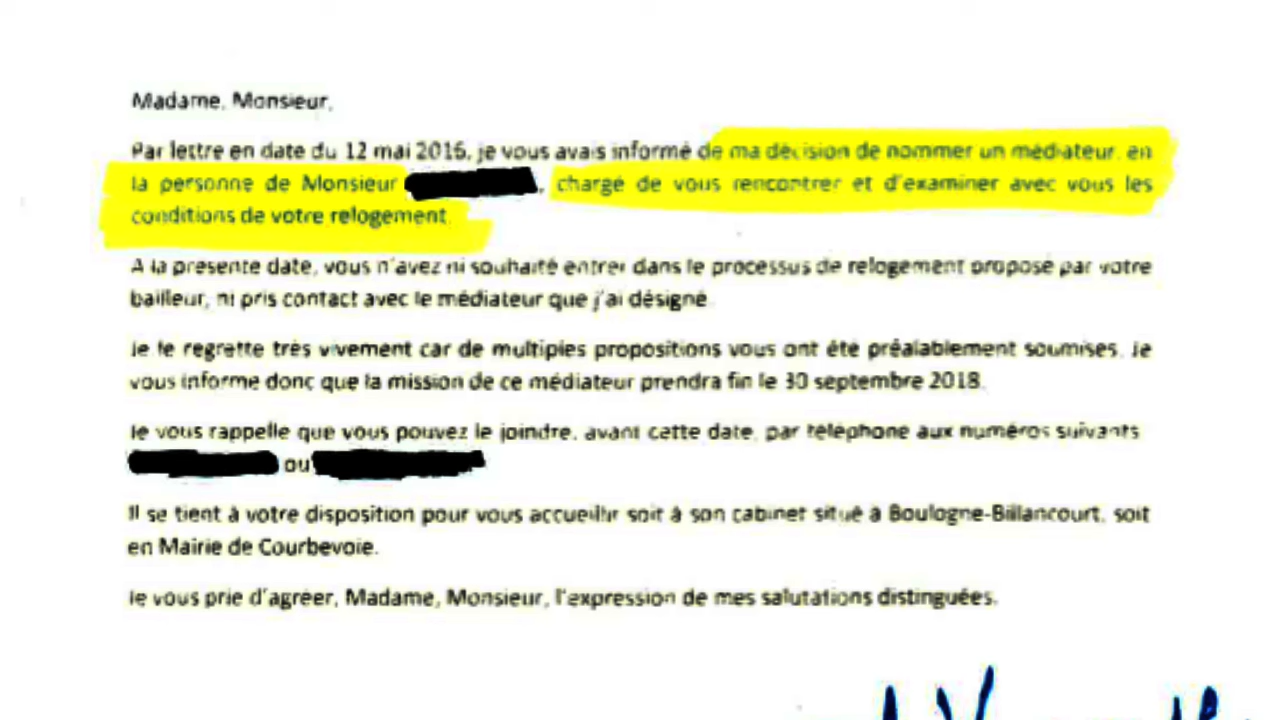 Madame, Monsieur,
Par lettre en date du 12 mai 2016, je vous avais informé de ma décision de nommer un médiateur, en
la personne de Monsieur , chargé de vous rencontrer et d'examiner avec vous les
conditions de votre relogement.
A la présente date, vous n'avez ni souhaité entrer dans le processus de relogement proposé par votre
bailleur, ni pris contact avec le médiateur que j'ai désigné.
Je le regrette très vivement car de multiples propositions vous ont été préalablement soumises. Je
vous informe donc que la mission de ce médiateur prendra fin le 30 septembre 2018.
Je vous rappelle que vous pouvez le joindre, avant cette date, par téléphone aux numéros suivants
ou
Il se tient à votre disposition pour vous accueillir soit à son cabinet situé à Boulogne-Billancourt, soit
en Mairie de Courbevoie.
Je vous prie d'agréer, Madame, Monsieur, l'expression de mes salutations distinguées.